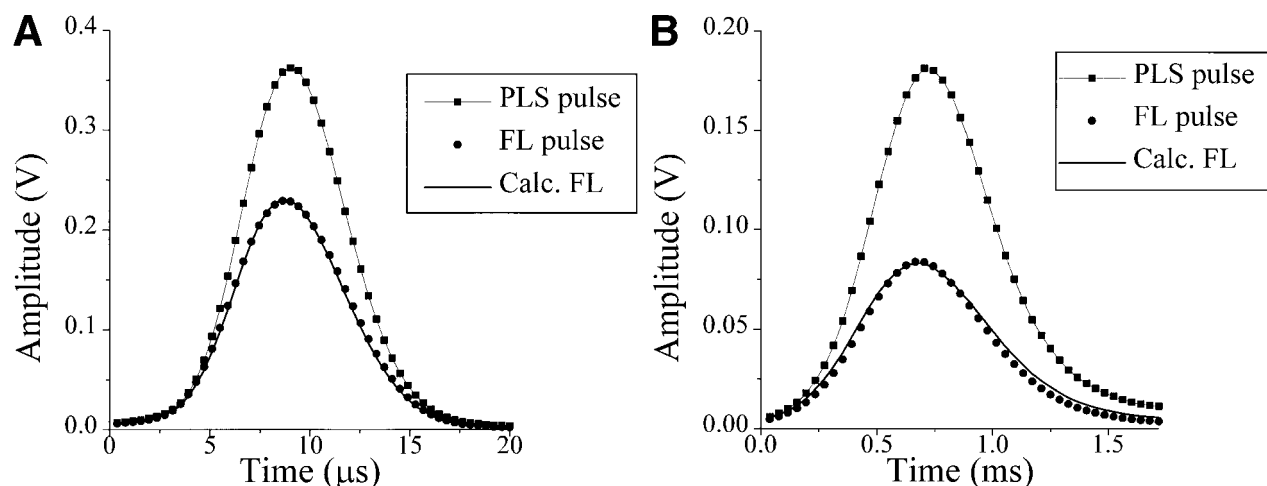 A
0.4
0.3
0.2
0.1
0.0
Amplitude (V)
0
5
10
15
20
Time (μs)
PLS pulse
FL pulse
Calc. FL
B
0.20
0.15
0.10
0.05
0.00
Amplitude (V)
0.0
0.5
1.0
1.5
Time (ms)
PLS pulse
FL pulse
Calc. FL